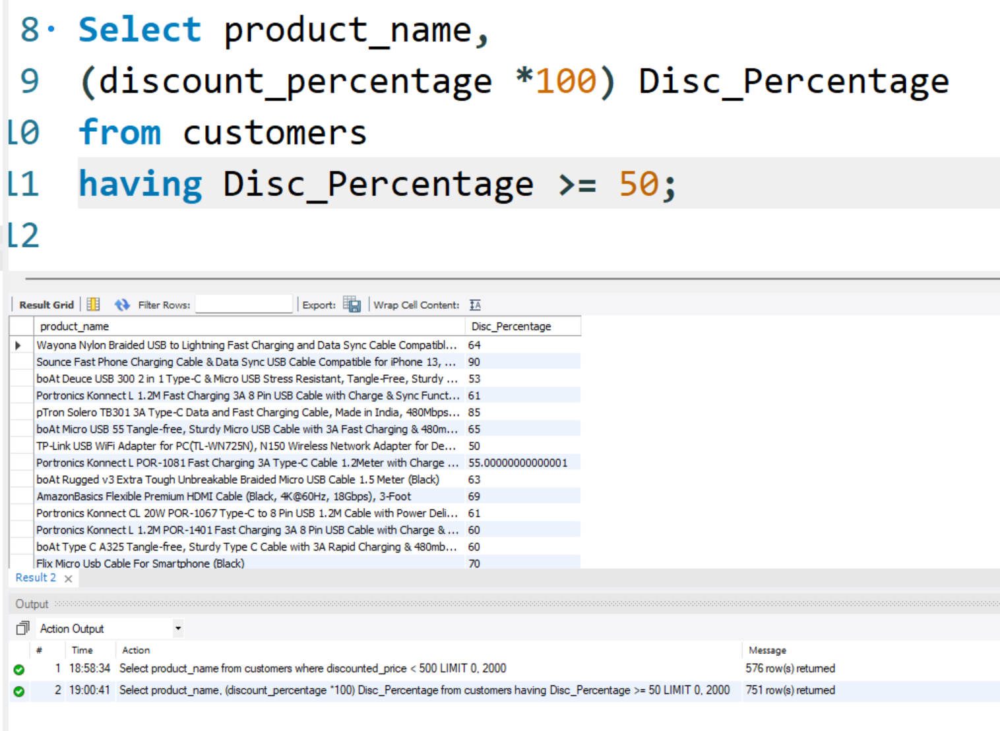 8 Select product_name,
9 (discount_percentage *100) Disc_Percentage
10 from customers
11 having Disc_Percentage >= 50;
12
Result Grid Filter Rows: Export: Wrap Cell Content:
product_name Disc_Percentage
Wayona Nylon Braided USB to Lightning Fast Charging and Data Sync Cable Compatibl... 64
Sounce Fast Phone Charging Cable & Data Sync USB Cable Compatible for iPhone 13, ... 90
boAt Deuce USB 300 2 in 1 Type-C & Micro USB Stress Resistant, Tangle-Free, Sturdy ... 53
Portronics Konnect L 1.2M Fast Charging 3A 8 Pin USB Cable with Charge & Sync Funct... 61
pTron Solero TB301 3A Type-C Data and Fast Charging Cable, Made in India, 480Mbps... 85
boAt Micro USB 55 Tangle-free, Sturdy Micro USB Cable with 3A Fast Charging & 480m... 65
TP-Link USB WiFi Adapter for PC(TL-WN725N), N150 Wireless Network Adapter for De... 50
Portronics Konnect L POR-1081 Fast Charging 3A Type-C Cable 1.2Meter with Charge ... 55.00000000000001
boAt Rugged v3 Extra Tough Unbreakable Braided Micro USB Cable 1.5 Meter (Black) 63
AmazonBasics Flexible Premium HDMI Cable (Black, 4K@60Hz, 18Gbps), 3-Foot 69
Portronics Konnect CL 20W POR-1067 Type-C to 8 Pin USB 1.2M Cable with Power Deli... 61
Portronics Konnect L 1.2M POR-1401 Fast Charging 3A 8 Pin USB Cable with Charge & ... 60
boAt Type C A325 Tangle-free, Sturdy Type C Cable with 3A Rapid Charging & 480mb... 60
Flix Micro Usb Cable For Smartphone (Black) 70
Result 2
Output
Action Output
# Time Action Message
1 18:58:34 Select product_name from customers where discounted_price < 500 LIMIT 0, 2000 576 row(s) returned
2 19:00:41 Select product_name, (discount_percentage *100) Disc_Percentage from customers having Disc_Percentage >= 50 LIMIT 0, 2000 751 row(s) returned